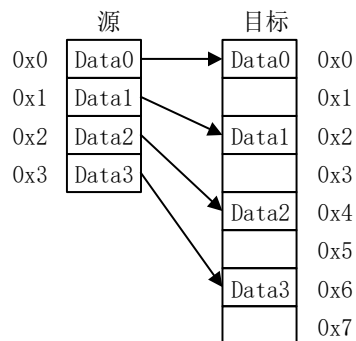 源 目标
0x0 Data0 Data0 0x0
0x1 Data1 0x1
0x2 Data2 Data1 0x2
0x3 Data3 0x3
Data2 0x4
0x5
Data3 0x6
0x7